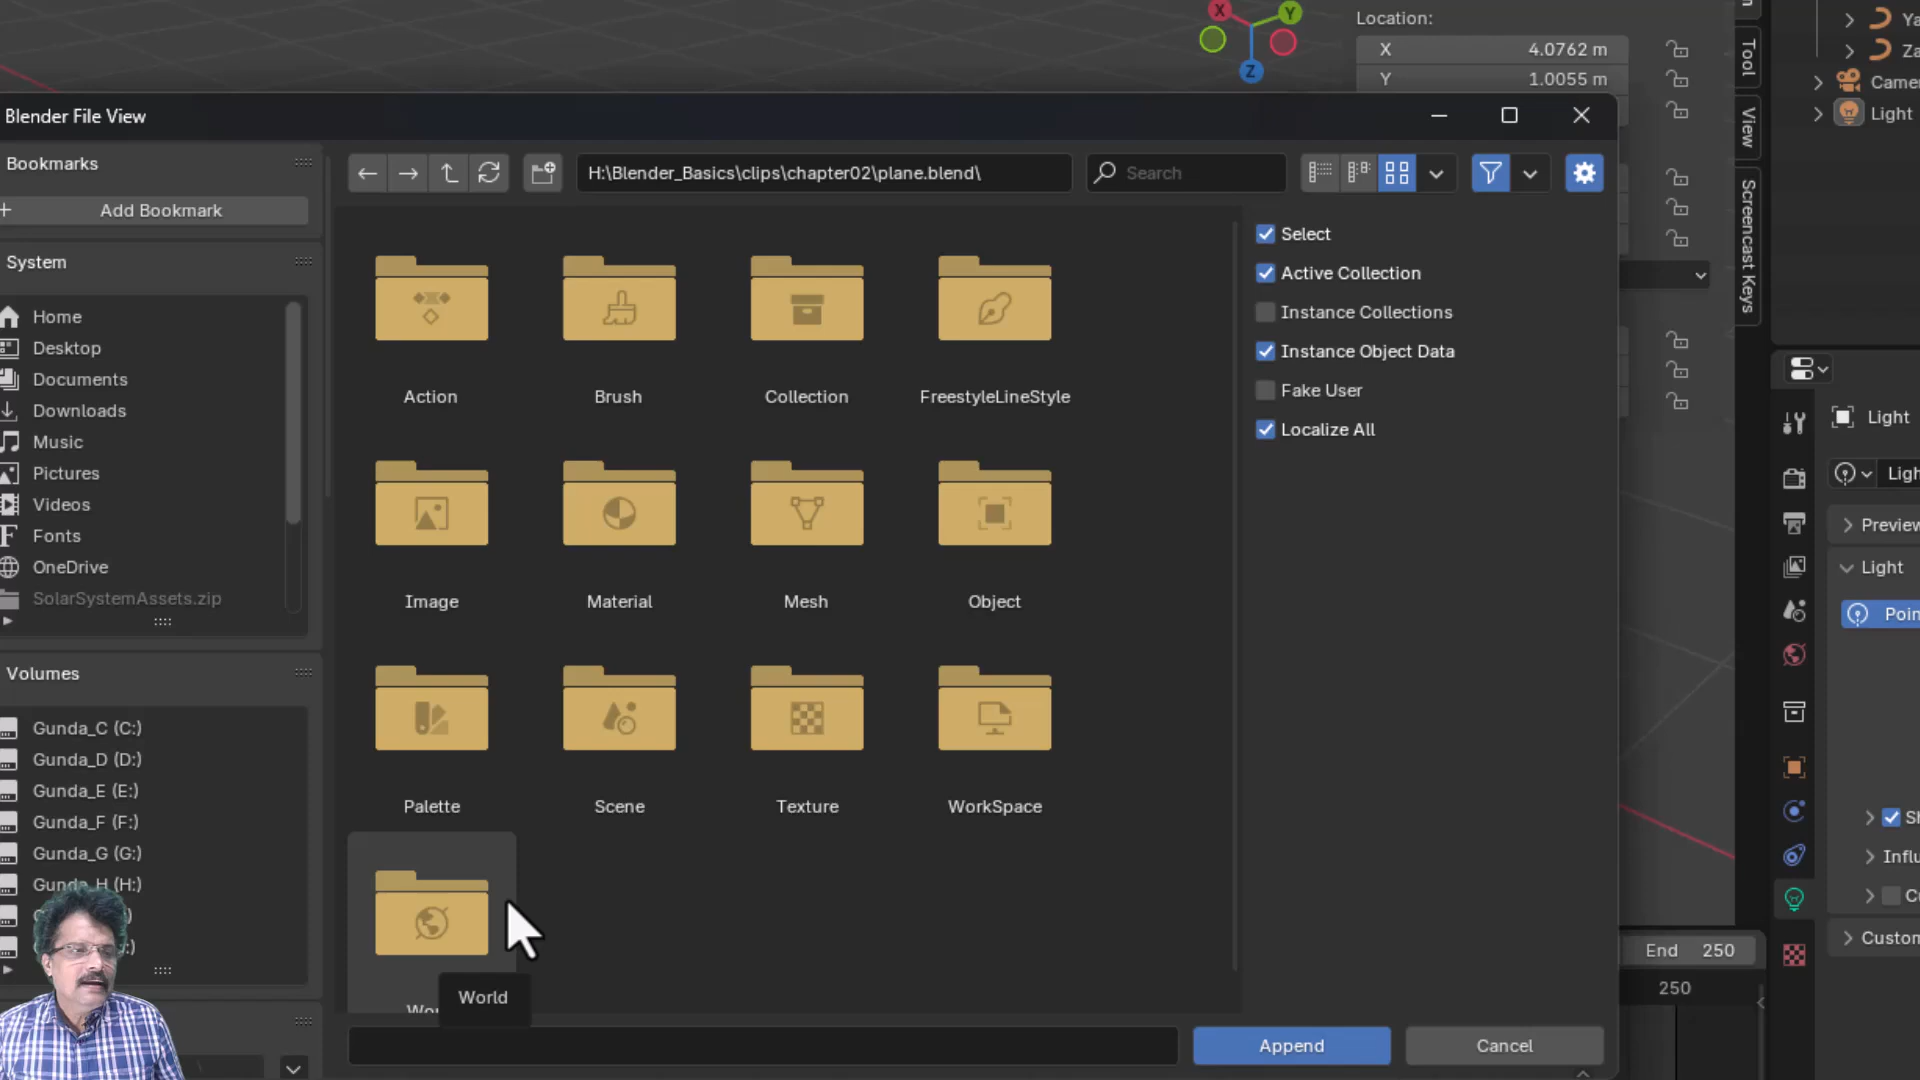 X
Y
Z
Location:
X 4.0762 m
Y 1.0055 m
Tool
View
Screencast Keys
Light
Blender File View
Bookmarks
Add Bookmark
System
Home
Desktop
Documents
Downloads
Music
Pictures
Videos
Fonts
OneDrive
SolarSystemAssets.zip
Volumes
Gunda_C (C:)
Gunda_D (D:)
Gunda_E (E:)
Gunda_F (F:)
Gunda_G (G:)
Gunda_H (H:)
H:\Blender_Basics\clips\chapter02\plane.blend\
Search
Action
Brush
Collection
FreestyleLineStyle
Image
Material
Mesh
Object
Palette
Scene
Texture
WorkSpace
World
Select
Active Collection
Instance Collections
Instance Object Data
Fake User
Localize All
Append
Cancel
Light
Preview
Light
End 250
250